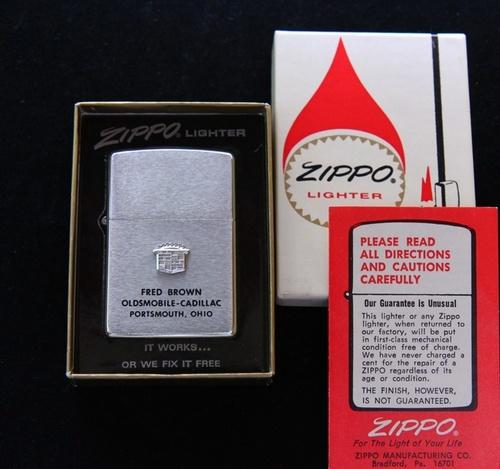 ZIPPO® LIGHTER
FRED BROWN
OLDSMOBILE-CADILLAC
PORTSMOUTH, OHIO
IT WORKS...
OR WE FIX IT FREE
ZIPPO®
LIGHTER
PLEASE READ
ALL DIRECTIONS
AND CAUTIONS
CAREFULLY
Our Guarantee is Unusual
This lighter or any Zippo
lighter, when returned to
our factory, will be put
in first-class mechanical
condition free of charge.
We have never charged a
cent for the repair of a
ZIPPO regardless of its
age or condition.
THE FINISH, HOWEVER,
IS NOT GUARANTEED.
ZIPPO®
For The Light of Your Life
ZIPPO MANUFACTURING CO.
Bradford, Pa. 16701